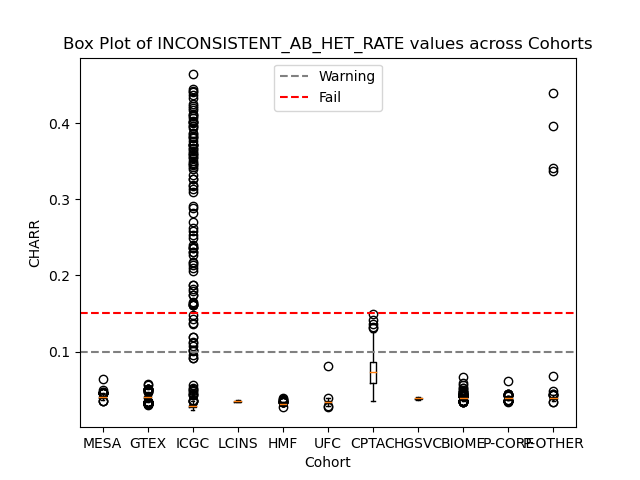 Box Plot of INCONSISTENT_AB_HET_RATE values across Cohorts
Warning
Fail
CHARR
0.4
0.3
0.2
0.1
MESA GTEX ICGC LCINS HMF UFC CPTAC HGSVC BIOME P-CORE P-OTHER
Cohort